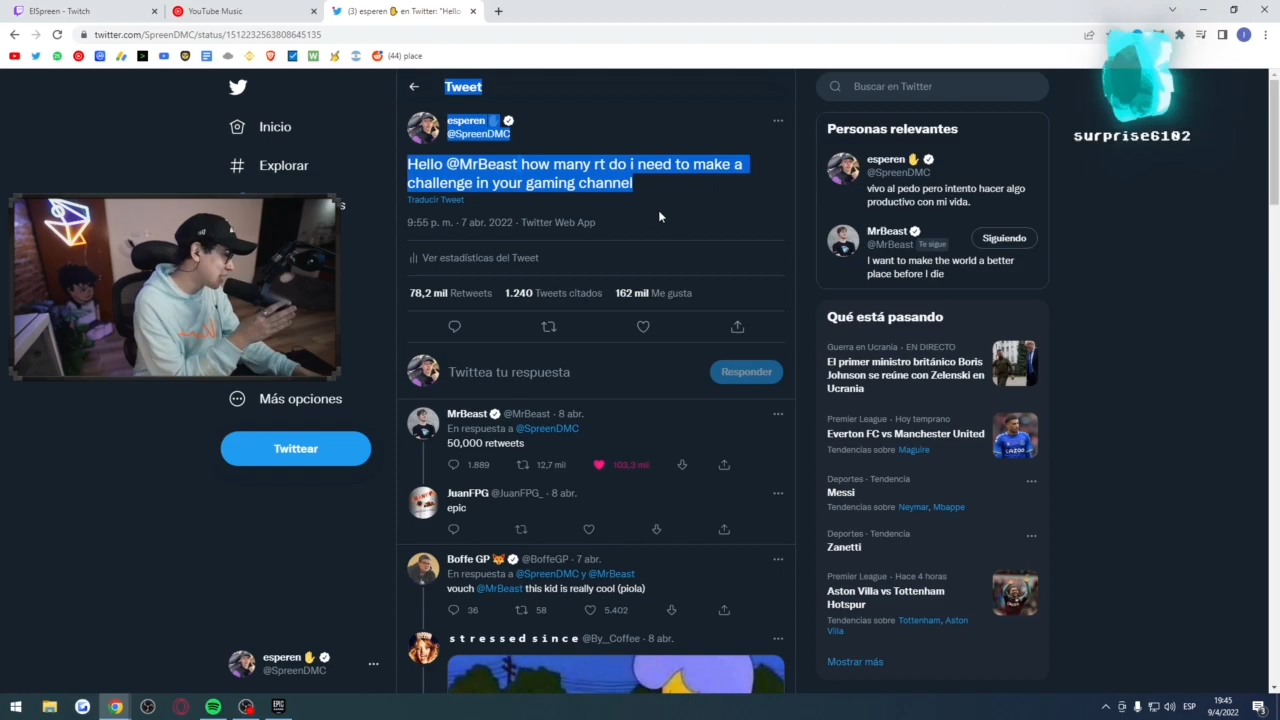 ElSpreen - Twitch
YouTube Music
(3) esperen ✋ en Twitter: "Hello
twitter.com/SpreenDMC/status/1512233563808645135
(44) place
Tweet
esperen ✋
@SpreenDMC
Hello @MrBeast how many rt do i need to make a
challenge in your gaming channel
Traducir Tweet
9:55 p. m. · 7 abr. 2022 · Twitter Web App
Ver estadísticas del Tweet
78,2 mil Retweets 1.240 Tweets citados 162 mil Me gusta
Twittea tu respuesta
Responder
MrBeast @MrBeast · 8 abr.
En respuesta a @SpreenDMC
50,000 retweets
1.889 12,7 mil 103,3 mil
JuanFPG @JuanFPG_ · 8 abr.
epic
Boffe GP 🦊 @BoffeGP · 7 abr.
En respuesta a @SpreenDMC y @MrBeast
vouch @MrBeast this kid is really cool (piola)
36 58 5.402
s t r e s s e d s i n c e @By__Coffee · 8 abr.
Inicio
Explorar
s
Más opciones
Twittear
esperen ✋
@SpreenDMC
Buscar en Twitter
Personas relevantes
esperen ✋
@SpreenDMC
vivo al pedo pero intento hacer algo
productivo con mi vida.
MrBeast
@MrBeast Te sigue
Siguiendo
I want to make the world a better
place before I die
Qué está pasando
Guerra en Ucrania · EN DIRECTO
El primer ministro británico Boris
Johnson se reúne con Zelenski en
Ucrania
Premier League · Hoy temprano
Everton FC vs Manchester United
Tendencias sobre Maguire
Deportes · Tendencia
Messi
Tendencias sobre Neymar, Mbappe
Deportes · Tendencia
Zanetti
Premier League · Hace 4 horas
Aston Villa vs Tottenham
Hotspur
Tendencias sobre Tottenham, Aston
Villa
Mostrar más
surprise6102
EPIC
ESP
19:45
9/4/2022
3